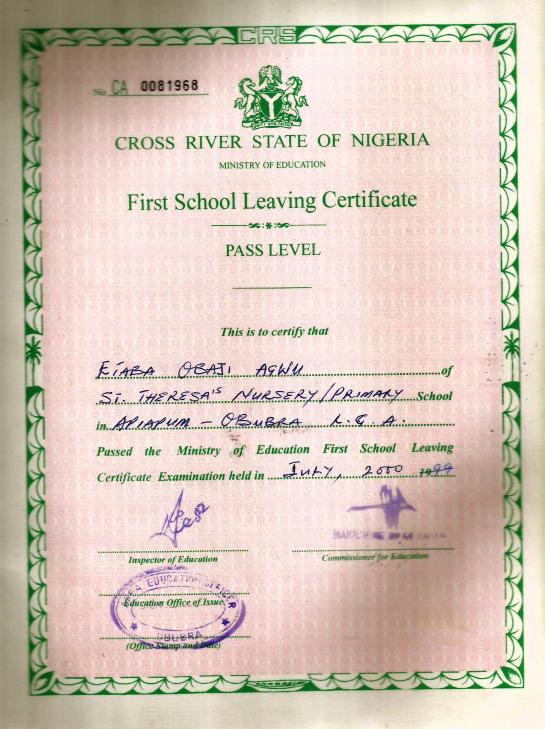 CRS
No. CA 0081968
CROSS RIVER STATE OF NIGERIA
MINISTRY OF EDUCATION
First School Leaving Certificate
PASS LEVEL
This is to certify that
OBAJI AGWU of
ST. THERESA'S NURSERY/PRIMARY School
in APIAPUM - OBUBRA L.G.A.
Passed the Ministry of Education First School Leaving
Certificate Examination held in JULY, 2000 1999
Inspector of Education
Commissioner for Education
EDUCATION OFFICER
Education Office of Issue
OBUBRA
(Office Stamp and Date)